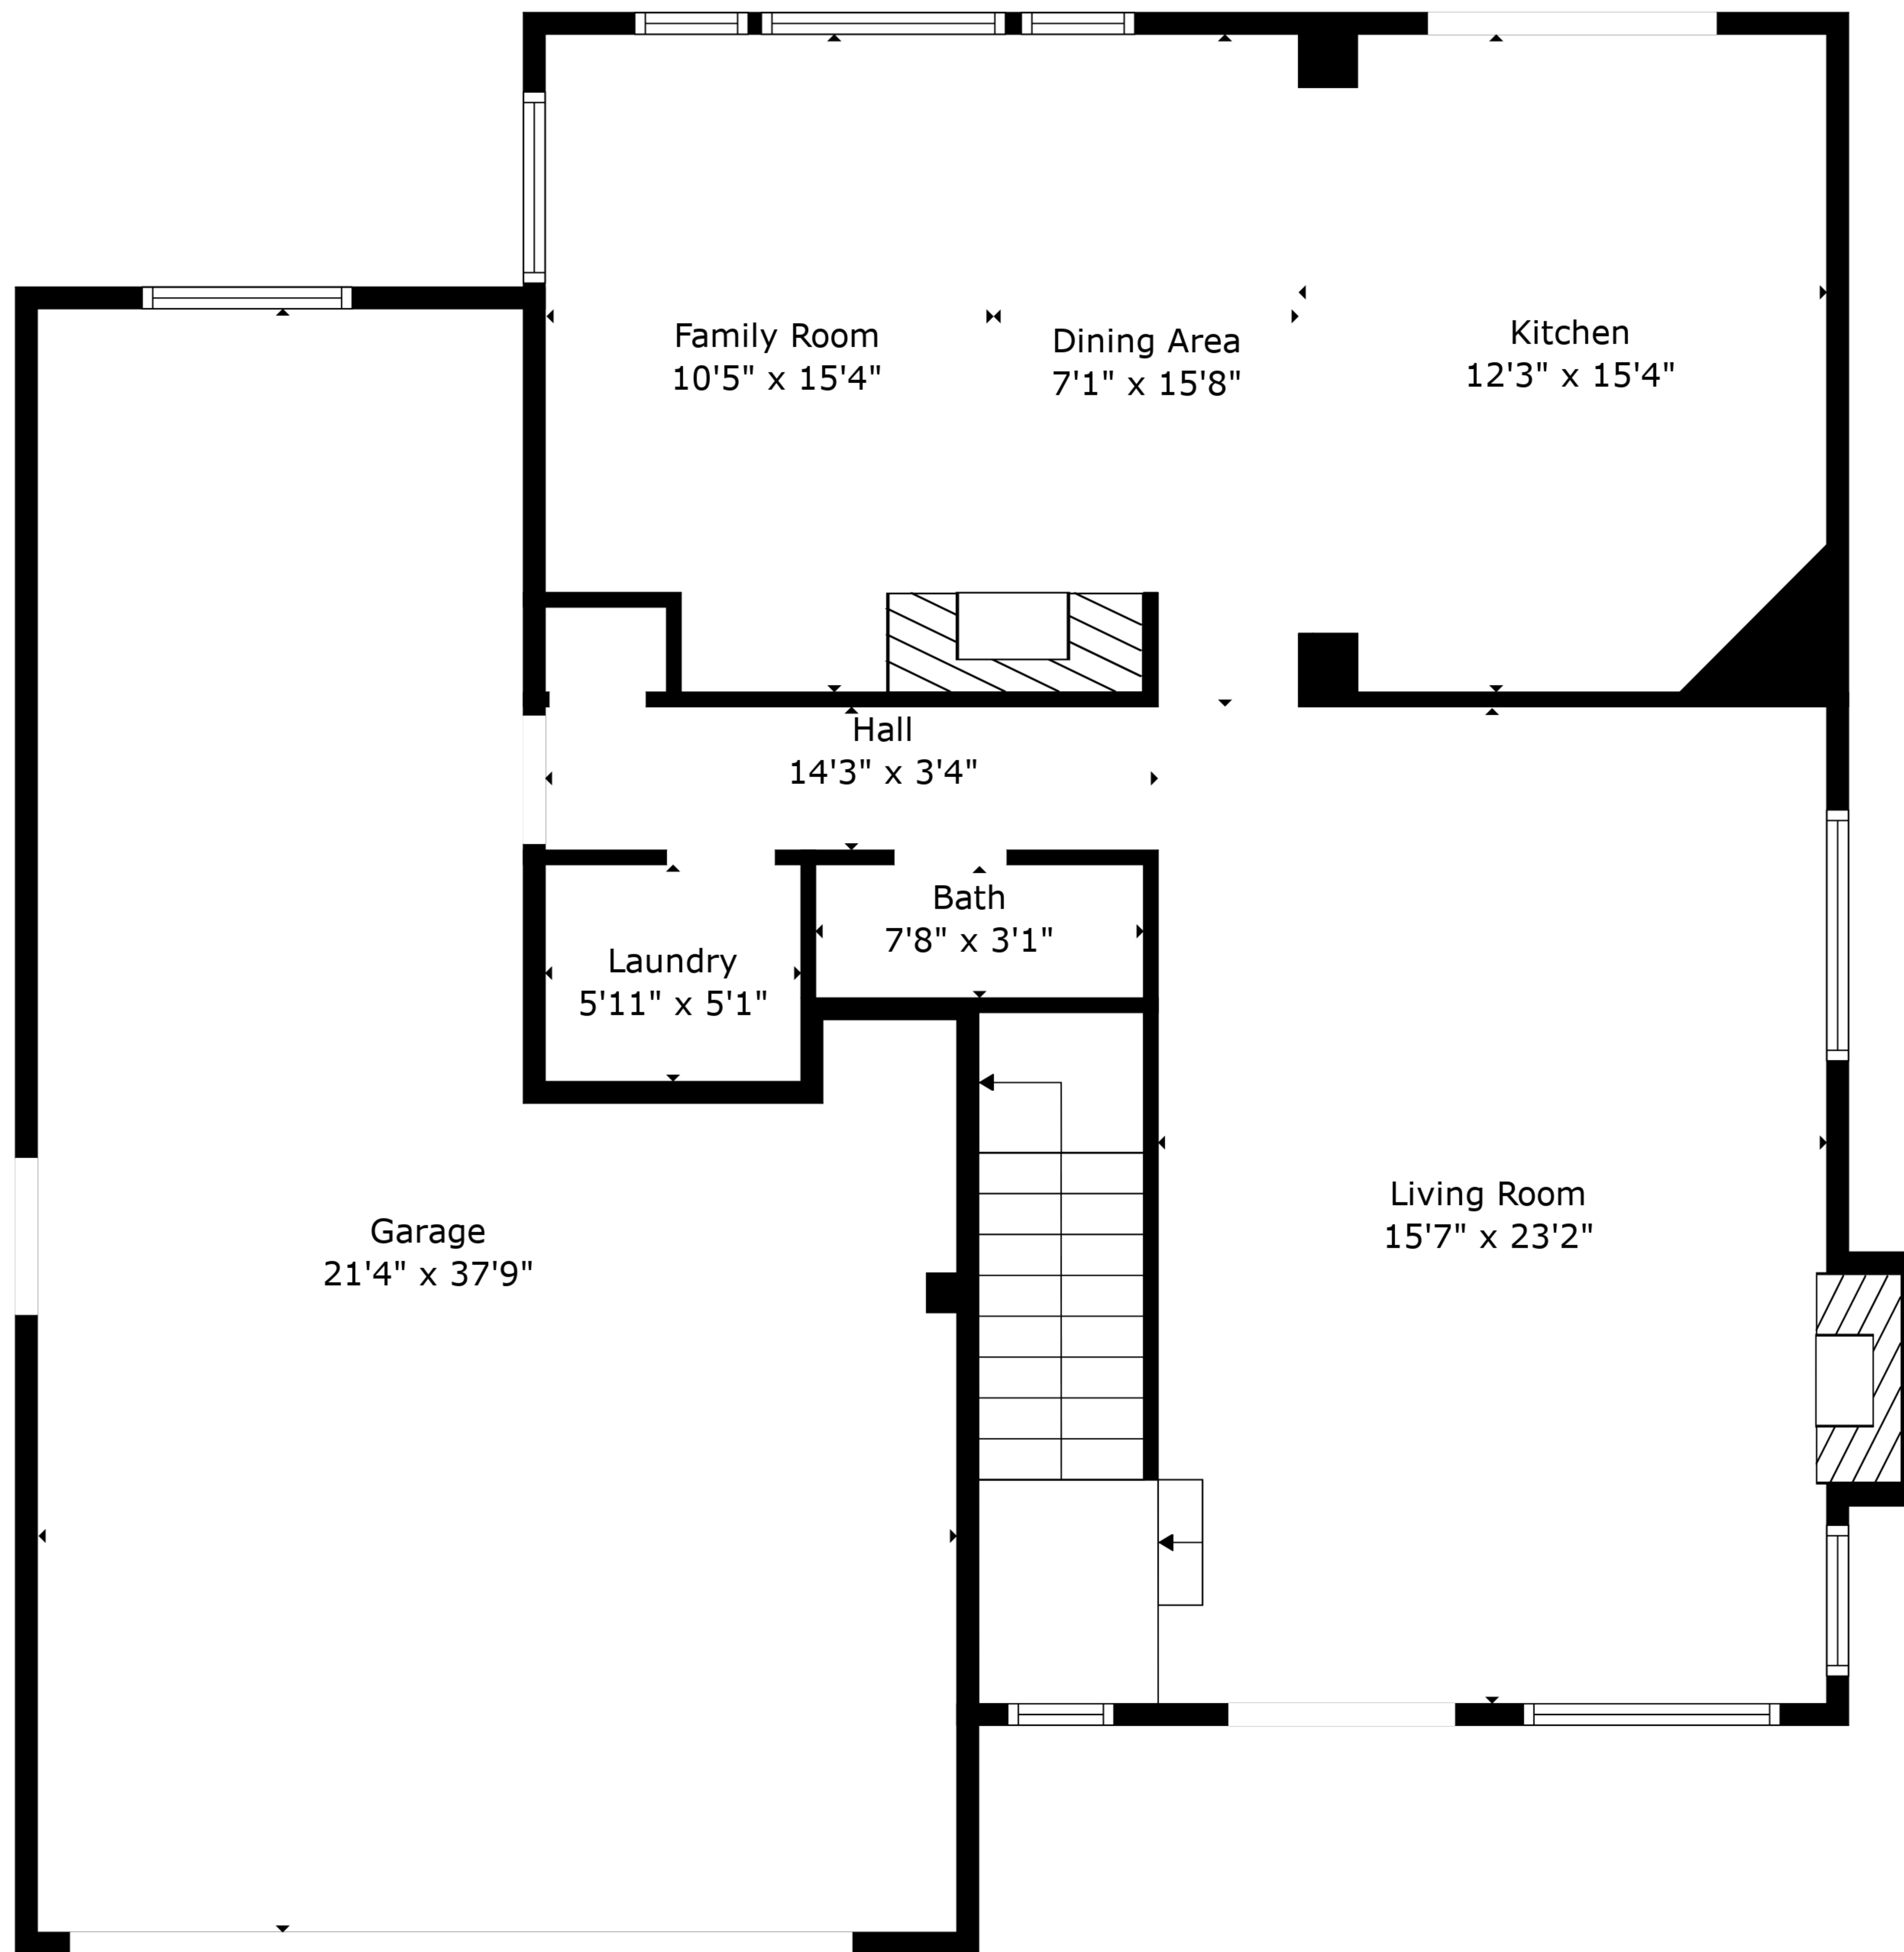 Family Room
10'5" x 15'4"
Dining Area
7'1" x 15'8"
Kitchen
12'3" x 15'4"
Hall
14'3" x 3'4"
Bath
7'8" x 3'1"
Laundry
5'11" x 5'1"
Living Room
15'7" x 23'2"
Garage
21'4" x 37'9"